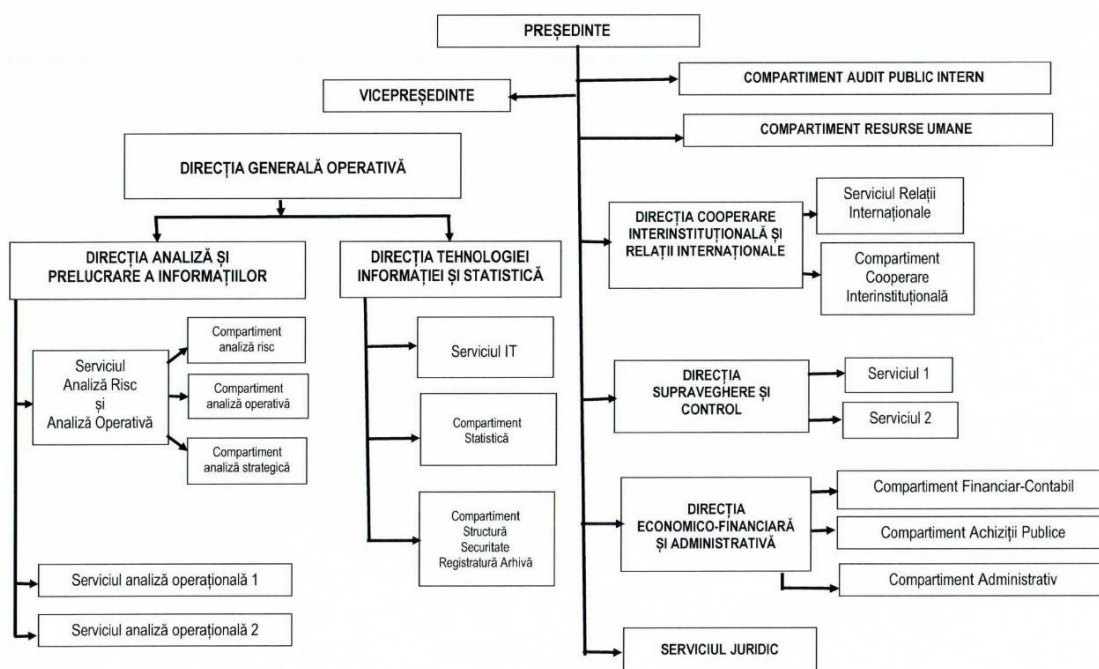 PREȘEDINTE
COMPARTIMENT AUDIT PUBLIC INTERN
VICEPREȘEDINTE
COMPARTIMENT RESURSE UMANE
DIRECȚIA GENERALĂ OPERATIVĂ
DIRECȚIA ANALIZĂ ȘI
PRELUCRARE A INFORMAȚIILOR
Serviciul
Analiză Risc
și
Analiză Operativă
Compartiment
analiză risc
Compartiment
analiză operativă
Compartiment
analiză strategică
Serviciul analiză operațională 1
Serviciul analiză operațională 2
DIRECȚIA TEHNOLOGIEI
INFORMAȚIEI ȘI STATISTICĂ
Serviciul IT
Compartiment
Statistică
Compartiment
Structură
Securitate
Registratură Arhivă
DIRECȚIA COOPERARE
INTERINSTITUȚIONALĂ ȘI
RELAȚII INTERNAȚIONALE
Serviciul Relații
Internaționale
Compartiment
Cooperare
Interinstituțională
DIRECȚIA
SUPRAVEGHERE ȘI
CONTROL
Serviciul 1
Serviciul 2
DIRECȚIA
ECONOMICO-FINANCIARĂ
ȘI ADMINISTRATIVĂ
Compartiment Financiar-Contabil
Compartiment Achiziții Publice
Compartiment Administrativ
SERVICIUL JURIDIC